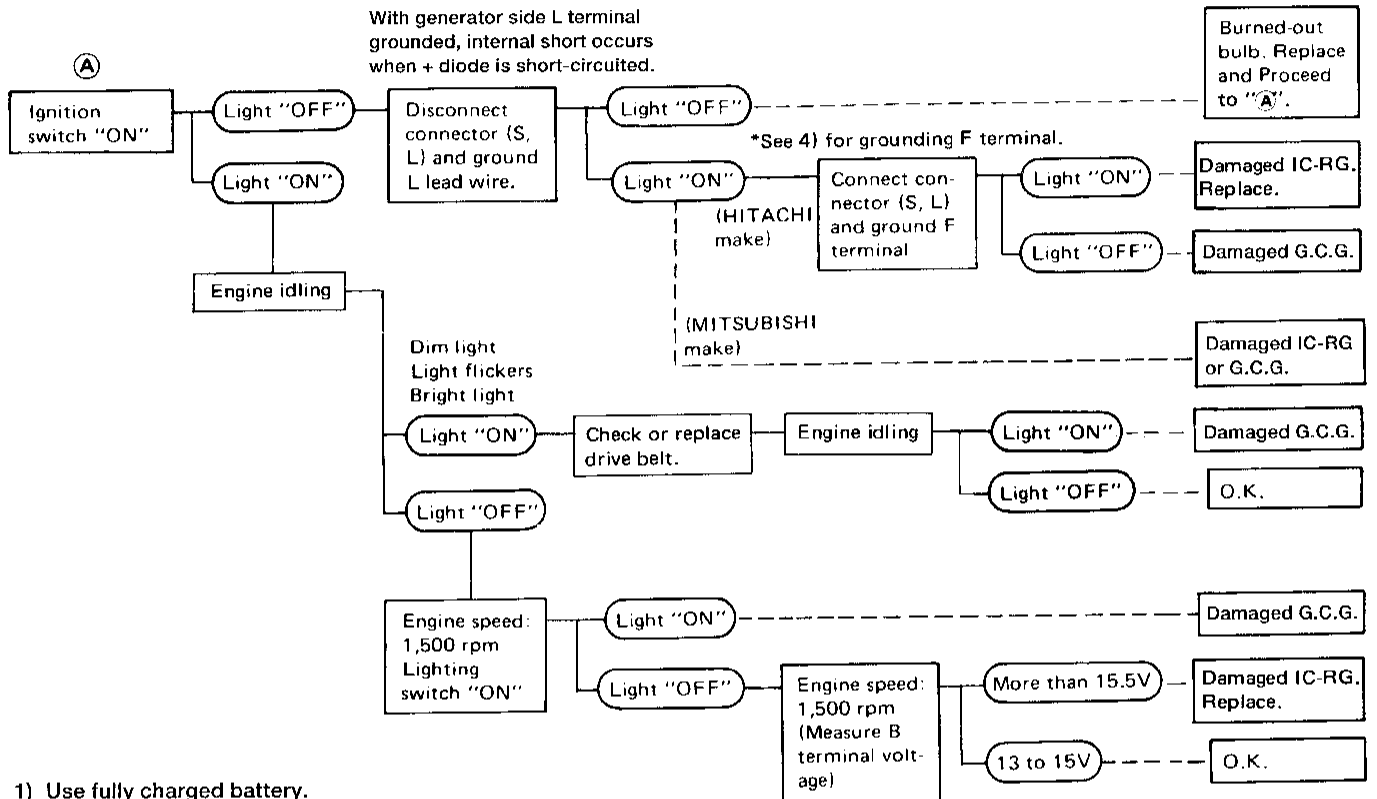 With generator side L terminal
grounded, internal short occurs
when + diode is short-circuited.
Ⓐ
Ignition
switch "ON"
Light "OFF"
Light "ON"
Disconnect
connector (S,
L) and ground
L lead wire.
Light "OFF"
Burned-out
bulb. Replace
and Proceed
to "Ⓐ".
*See 4) for grounding F terminal.
Light "ON"
(HITACHI
make)
Connect con-
nector (S, L)
and ground F
terminal
Light "ON"
Damaged IC-RG.
Replace.
Light "OFF"
Damaged G.C.G.
(MITSUBISHI
make)
Damaged IC-RG
or G.C.G.
Engine idling
Dim light
Light flickers
Bright light
Light "ON"
Check or replace
drive belt.
Engine idling
Light "ON"
Damaged G.C.G.
Light "OFF"
O.K.
Light "OFF"
Engine speed:
1,500 rpm
Lighting
switch "ON"
Light "ON"
Damaged G.C.G.
Light "OFF"
Engine speed:
1,500 rpm
(Measure B
terminal volt-
age)
More than 15.5V
Damaged IC-RG.
Replace.
13 to 15V
O.K.
1) Use fully charged battery.